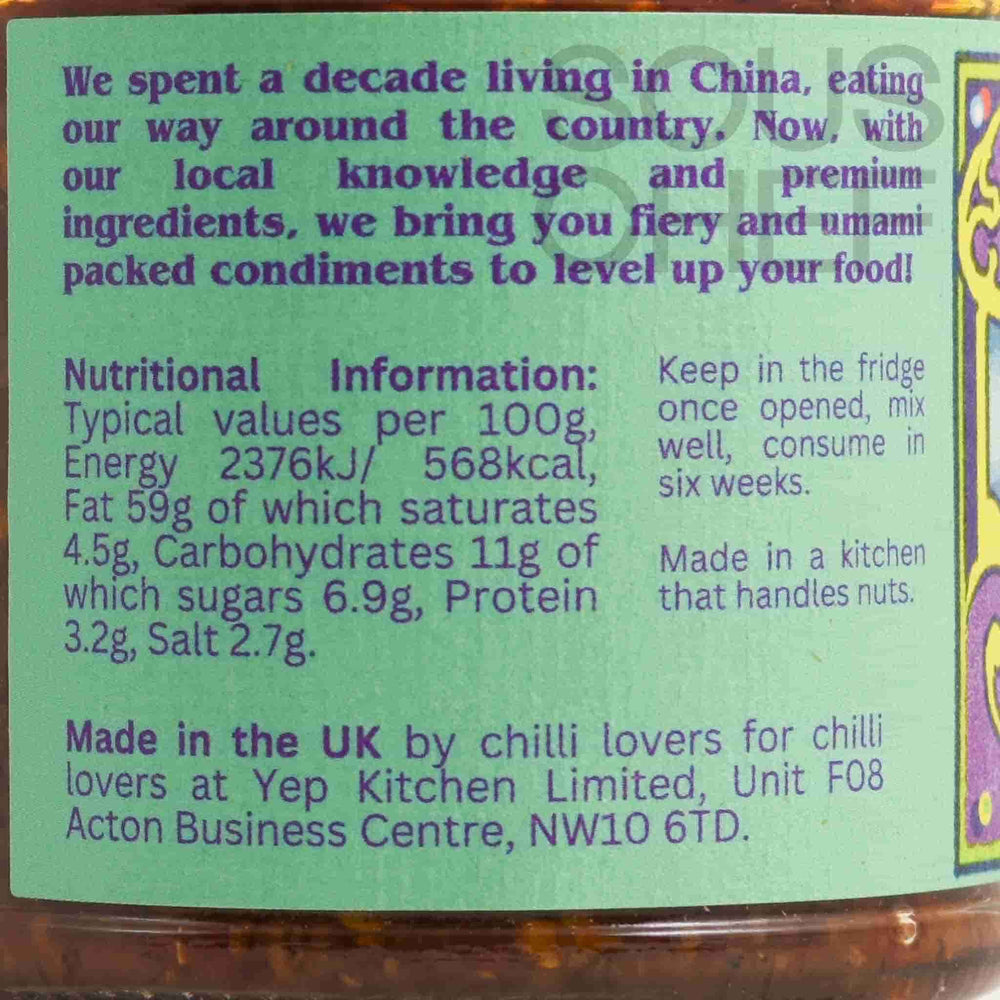 We spent a decade living in China, eating
our way around the country. Now, with
our local knowledge and premium
ingredients, we bring you fiery and umami
packed condiments to level up your food!
Nutritional Information:
Typical values per 100g,
Energy 2376kJ/ 568kcal,
Fat 59g of which saturates
4.5g, Carbohydrates 11g of
which sugars 6.9g, Protein
3.2g, Salt 2.7g.
Keep in the fridge
once opened, mix
well, consume in
six weeks.
Made in a kitchen
that handles nuts.
Made in the UK by chilli lovers for chilli
lovers at Yep Kitchen Limited, Unit F08
Acton Business Centre, NW10 6TD.
SOUS
CHEF